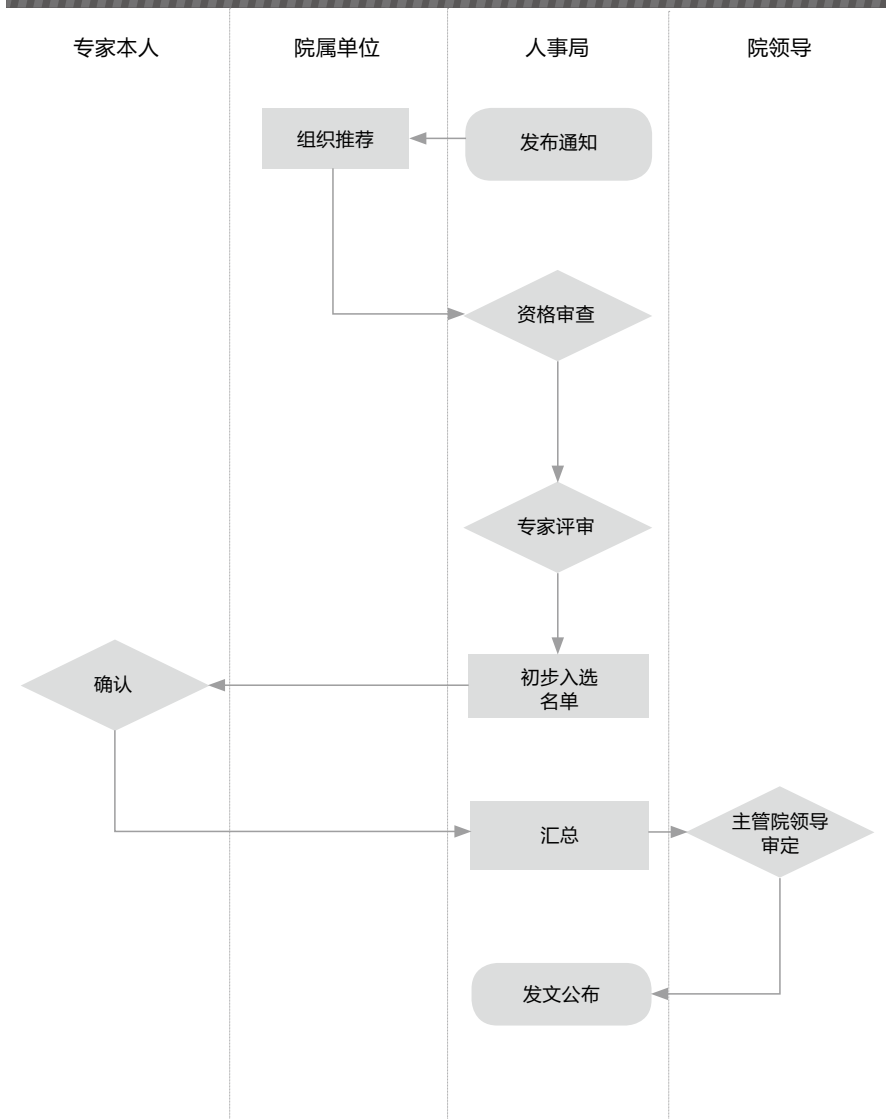 专家本人
院属单位
人事局
院领导
组织推荐
发布通知
资格审查
专家评审
初步入选
名单
确认
汇总
主管院领导
审定
发文公布